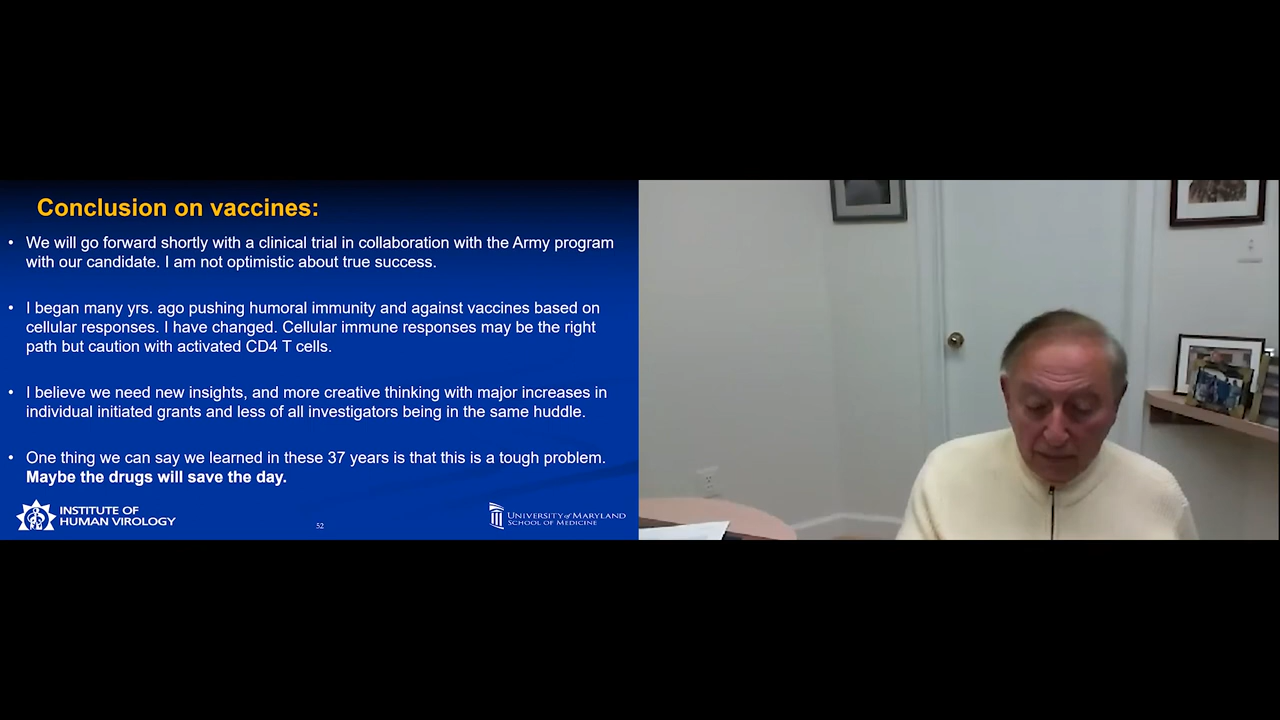 Conclusion on vaccines:
• We will go forward shortly with a clinical trial in collaboration with the Army program
with our candidate. I am not optimistic about true success.
• I began many yrs. ago pushing humoral immunity and against vaccines based on
cellular responses. I have changed. Cellular immune responses may be the right
path but caution with activated CD4 T cells.
• I believe we need new insights, and more creative thinking with major increases in
individual initiated grants and less of all investigators being in the same huddle.
• One thing we can say we learned in these 37 years is that this is a tough problem.
Maybe the drugs will save the day.
INSTITUTE OF
HUMAN VIROLOGY
52
UNIVERSITY of MARYLAND
SCHOOL OF MEDICINE